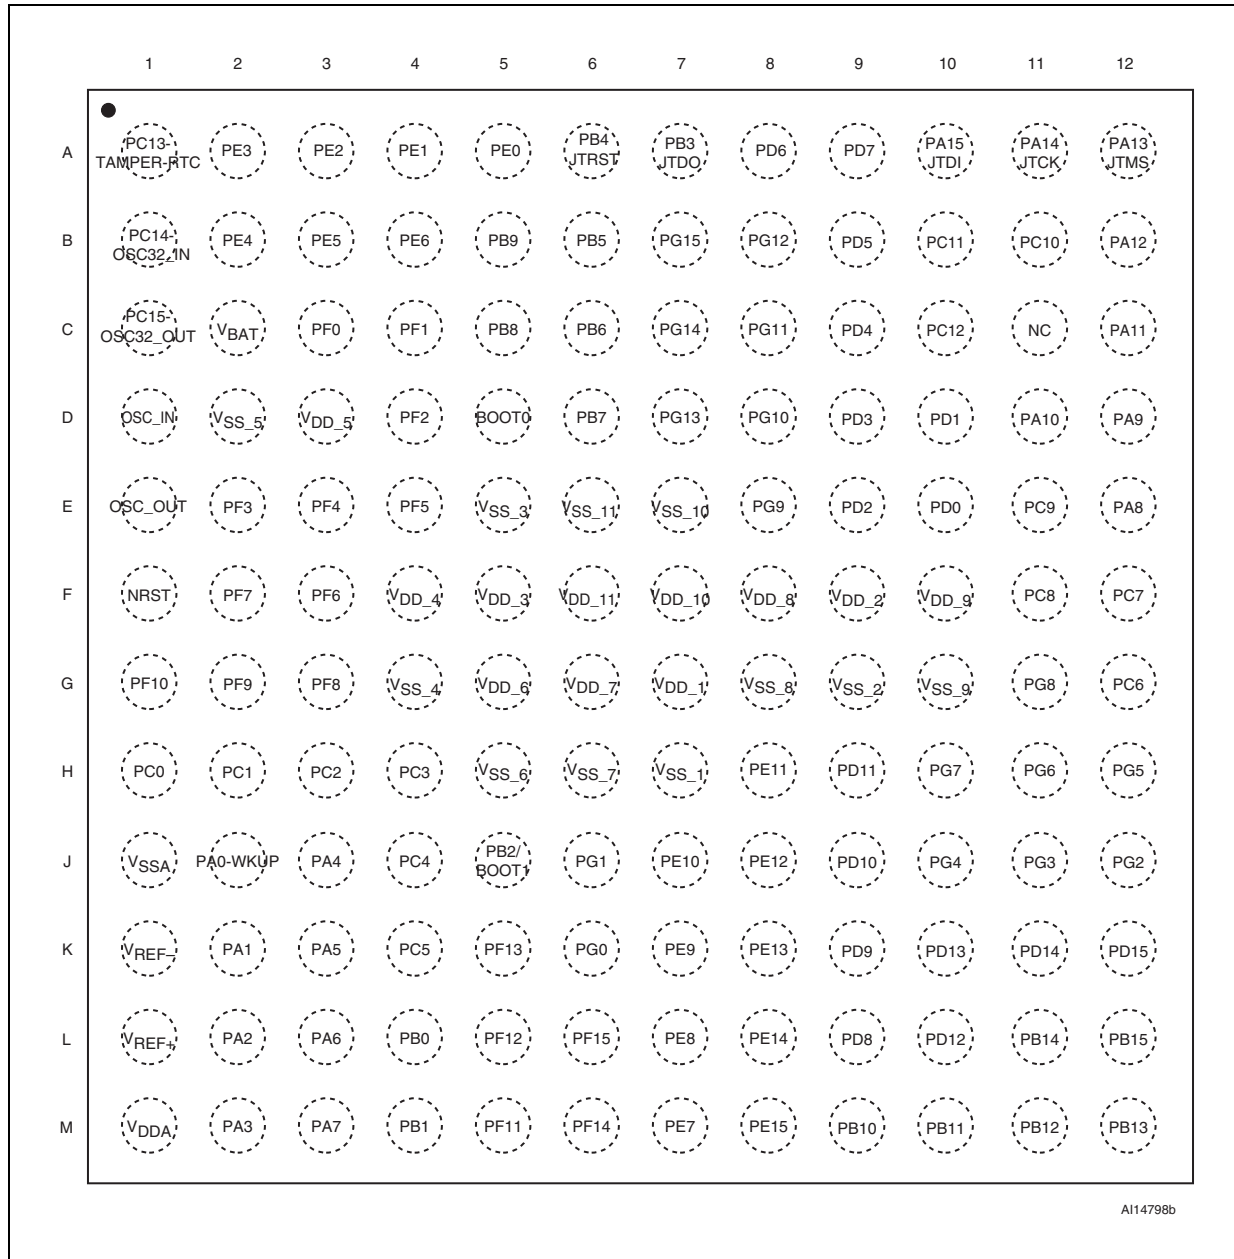 1 2 3 4 5 6 7 8 9 10 11 12
A PC13-TAMPER-RTC PE3 PE2 PE1 PE0 PB4 JTRST PB3 JTDO PD6 PD7 PA15 JTDI PA14 JTCK PA13 JTMS
B PC14-OSC32_IN PE4 PE5 PE6 PB9 PB5 PG15 PG12 PD5 PC11 PC10 PA12
C PC15-OSC32_OUT VBAT PF0 PF1 PB8 PB6 PG14 PG11 PD4 PC12 NC PA11
D OSC_IN VSS_5 VDD_5 PF2 BOOT0 PB7 PG13 PG10 PD3 PD1 PA10 PA9
E OSC_OUT PF3 PF4 PF5 VSS_3 VSS_11 VSS_10 PG9 PD2 PD0 PC9 PA8
F NRST PF7 PF6 VDD_4 VDD_3 VDD_11 VDD_10 VDD_8 VDD_2 VDD_9 PC8 PC7
G PF10 PF9 PF8 VSS_4 VDD_6 VDD_7 VDD_1 VSS_8 VSS_2 VSS_9 PG8 PC6
H PC0 PC1 PC2 PC3 VSS_6 VSS_7 VSS_1 PE11 PD11 PG7 PG6 PG5
J VSSA PA0-WKUP PA4 PC4 PB2/BOOT1 PG1 PE10 PE12 PD10 PG4 PG3 PG2
K VREF– PA1 PA5 PC5 PF13 PG0 PE9 PE13 PD9 PD13 PD14 PD15
L VREF+ PA2 PA6 PB0 PF12 PF15 PE8 PE14 PD8 PD12 PB14 PB15
M VDDA PA3 PA7 PB1 PF11 PF14 PE7 PE15 PB10 PB11 PB12 PB13
AI14798b